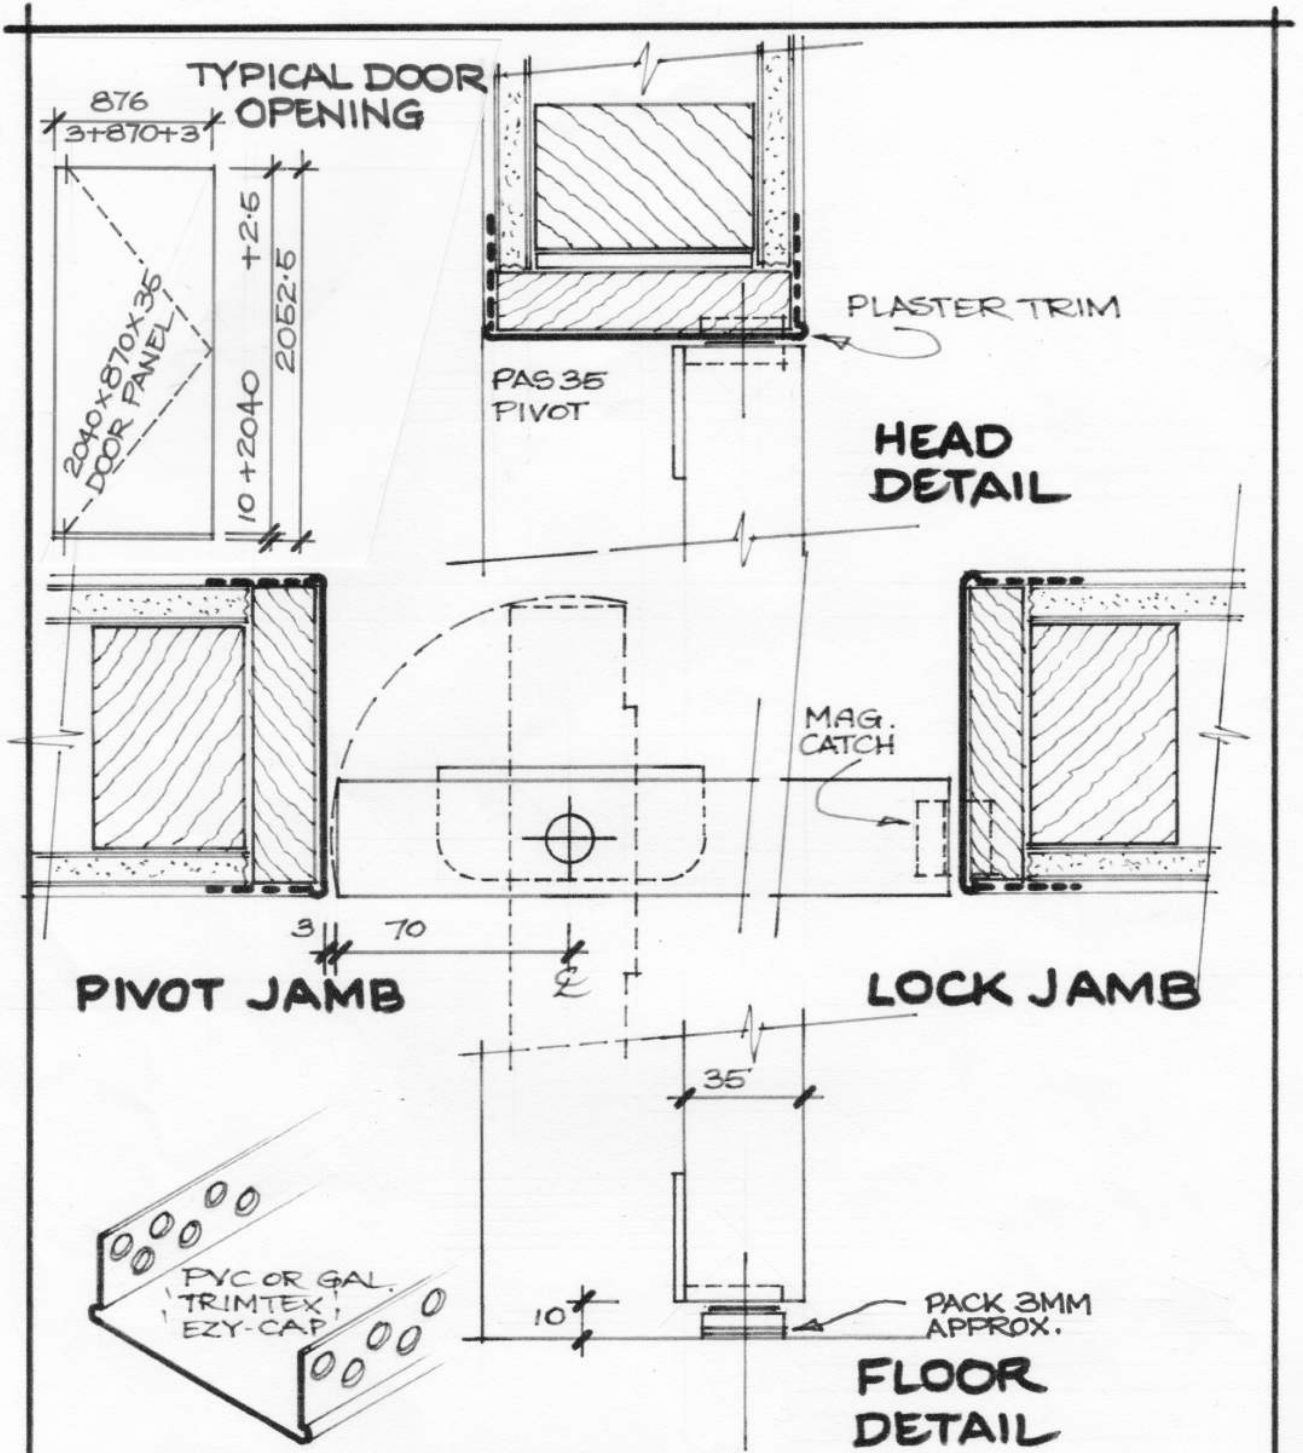 TYPICAL DOOR
OPENING
876
3+870+3
+2.5
10+2040
2052.5
2040X870X35
DOOR PANEL
PLASTER TRIM
PAS35
PIVOT
HEAD
DETAIL
MAG.
CATCH
3 70
℄
PIVOT JAMB
LOCK JAMB
35
PVC OR GAL.
TRIMTEX
EZY-CAP
10
PACK 3MM
APPROX.
FLOOR
DETAIL